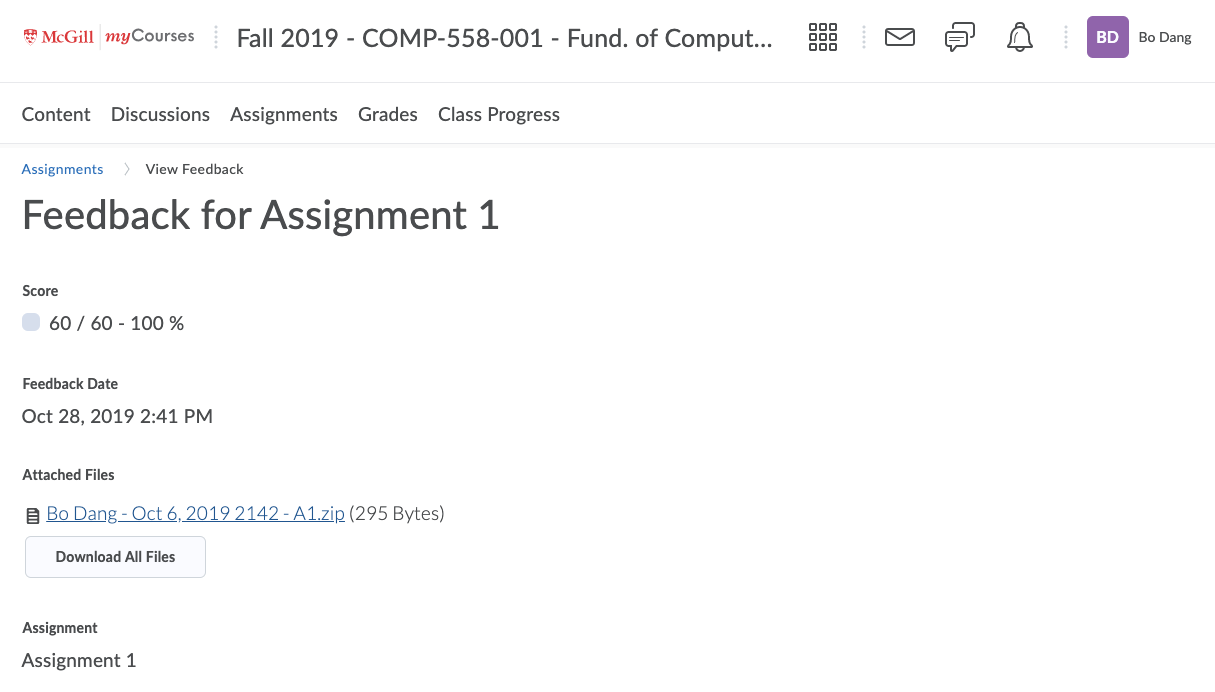 McGill myCourses Fall 2019 - COMP-558-001 - Fund. of Comput... BD Bo Dang
Content Discussions Assignments Grades Class Progress
Assignments View Feedback
Feedback for Assignment 1
Score
60 / 60 - 100 %
Feedback Date
Oct 28, 2019 2:41 PM
Attached Files
Bo Dang - Oct 6, 2019 2142 - A1.zip (295 Bytes)
Download All Files
Assignment
Assignment 1